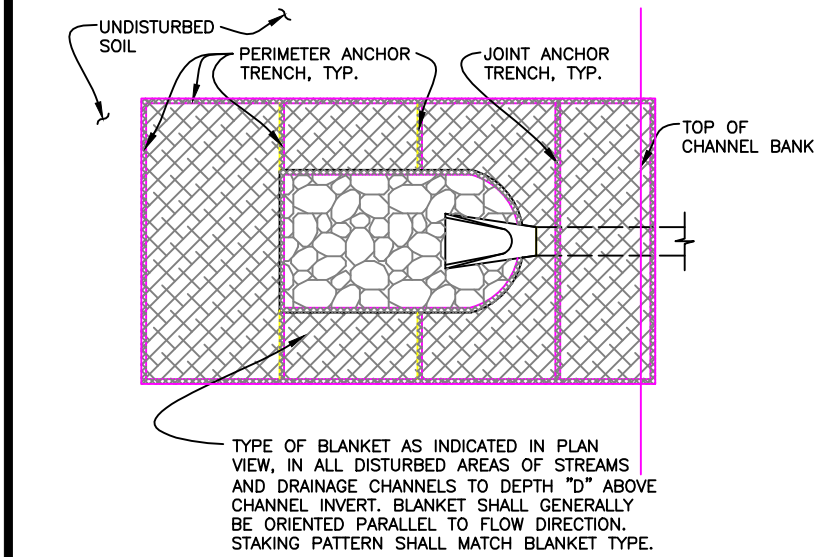 UNDISTURBED
SOIL
PERIMETER ANCHOR
TRENCH, TYP.
JOINT ANCHOR
TRENCH, TYP.
TOP OF
CHANNEL BANK
TYPE OF BLANKET AS INDICATED IN PLAN
VIEW, IN ALL DISTURBED AREAS OF STREAMS
AND DRAINAGE CHANNELS TO DEPTH "D" ABOVE
CHANNEL INVERT. BLANKET SHALL GENERALLY
BE ORIENTED PARALLEL TO FLOW DIRECTION.
STAKING PATTERN SHALL MATCH BLANKET TYPE.